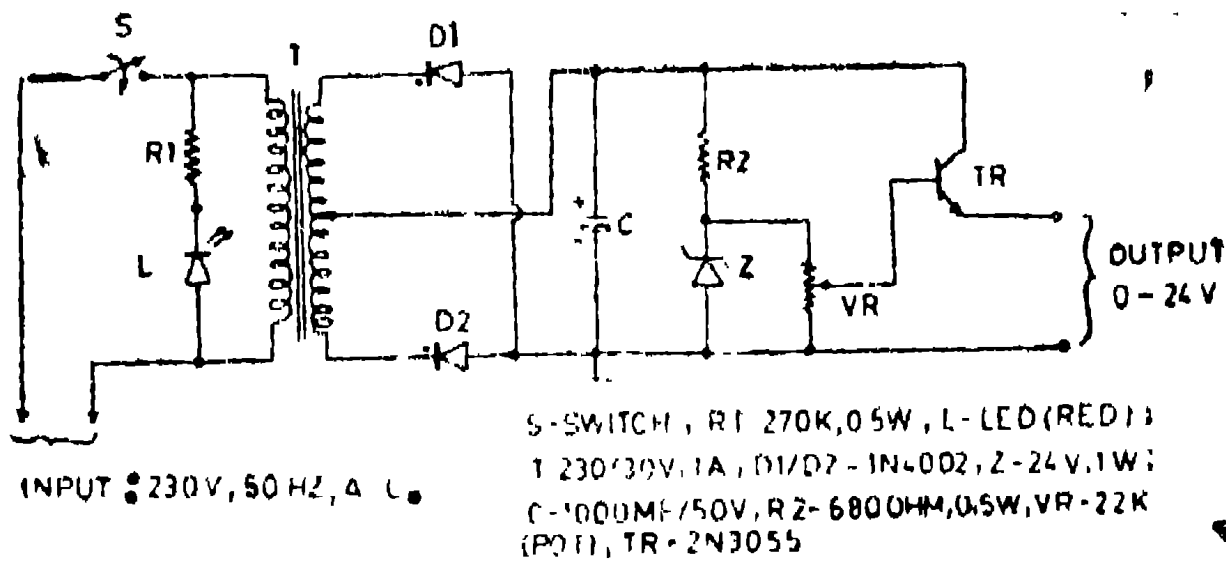 S
T
D1
R1
R2
TR
+
C
L
Z
VR
D2
OUTPUT
0-24V
S-SWITCH, R1 270K,0.5W, L-LED(RED);
T 230/30V,1A, D1/D2-1N4002, Z-24V,1W;
C-1000MF/50V, R2-680OHM,0.5W, VR-22K
(POT), TR-2N3055
INPUT: 230V, 50 HZ, A C.